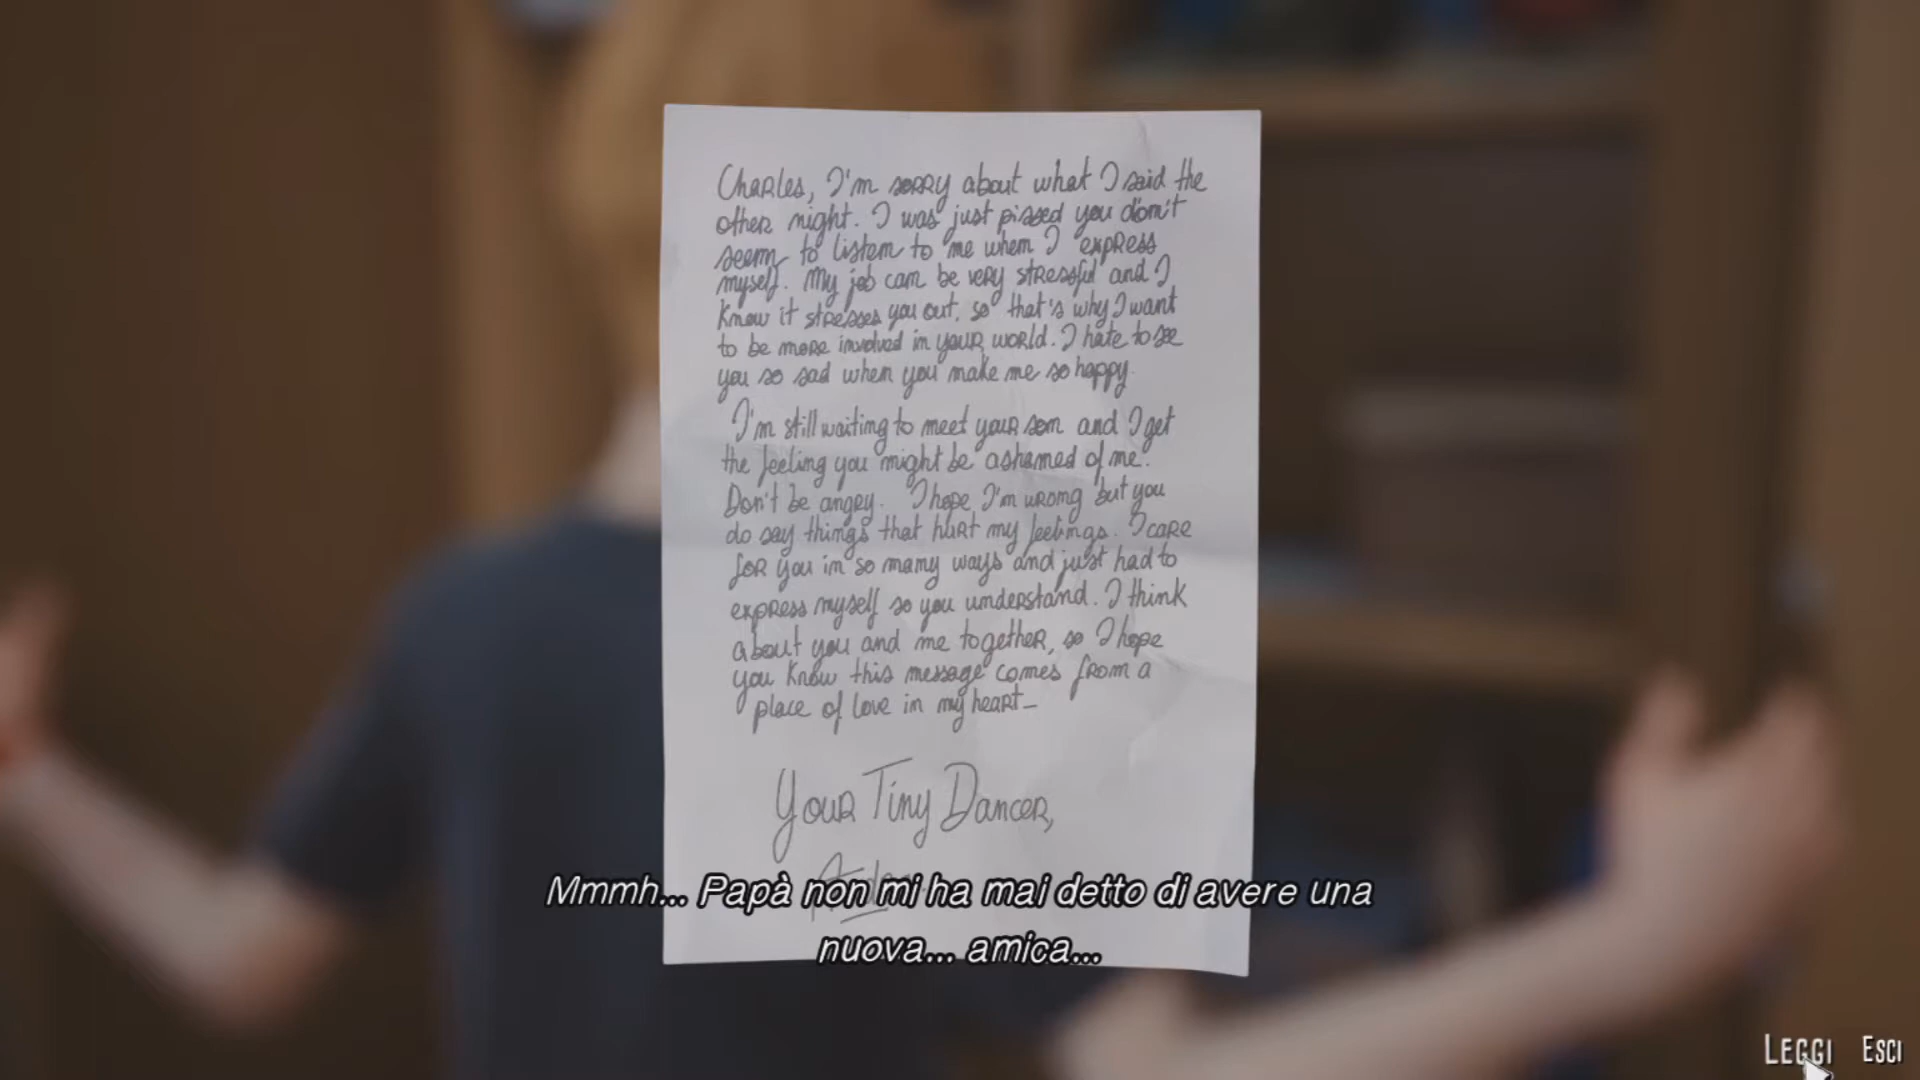 Charles, I'm sorry about what I said the
other night. I was just pissed you don't
seem to listen to me when I express
myself. My job can be very stressful and I
know it stresses you out, so that's why I want
to be more involved in your world. I hate to see
you so sad when you make me so happy.
I'm still waiting to meet your son and I get
the feeling you might be ashamed of me.
Don't be angry. I hope I'm wrong but you
do say things that hurt my feelings. I care
for you in so many ways and just had to
express myself so you understand. I think
about you and me together, so I hope
you know this message comes from a
place of love in my heart—
Your Tiny Dancer,
Mmmh... Papà non mi ha mai detto di avere una
nuova... amica...
LEGGI ESCI